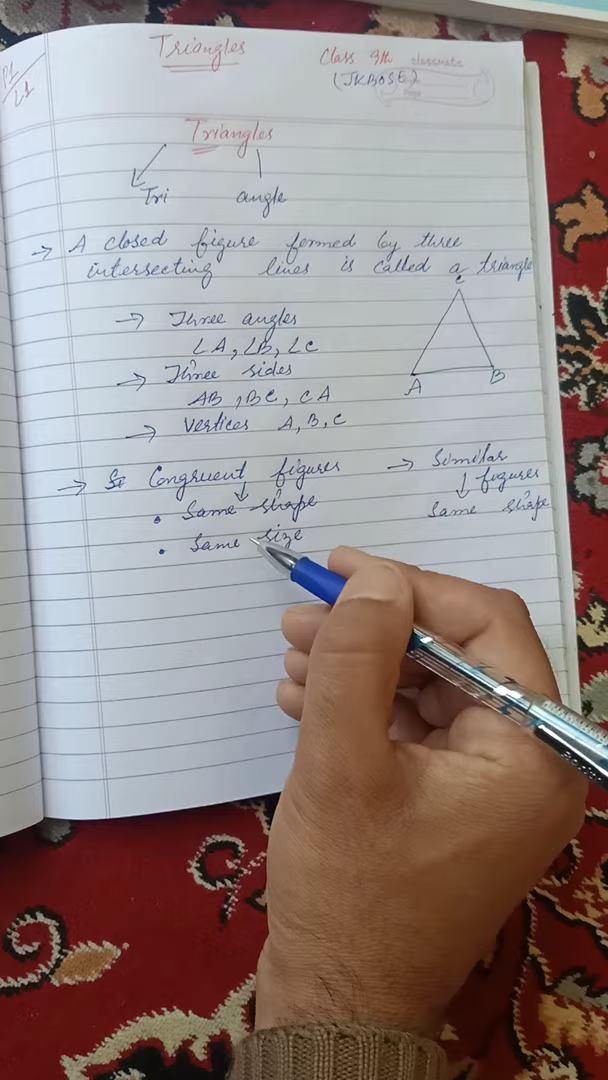 P1
L1
Triangles
Class 9th classmate
(JKBOSE)
Triangles
Tri angle
→ A closed figure formed by three
intersecting lines is called a triangle
C
→ Three angles
∠A, ∠B, ∠C
→ Three sides
A B
AB, BC, CA
→ Vertices A, B, C
→ Congruent figures → Similar
figures
• Same shape Same shape
• Same size